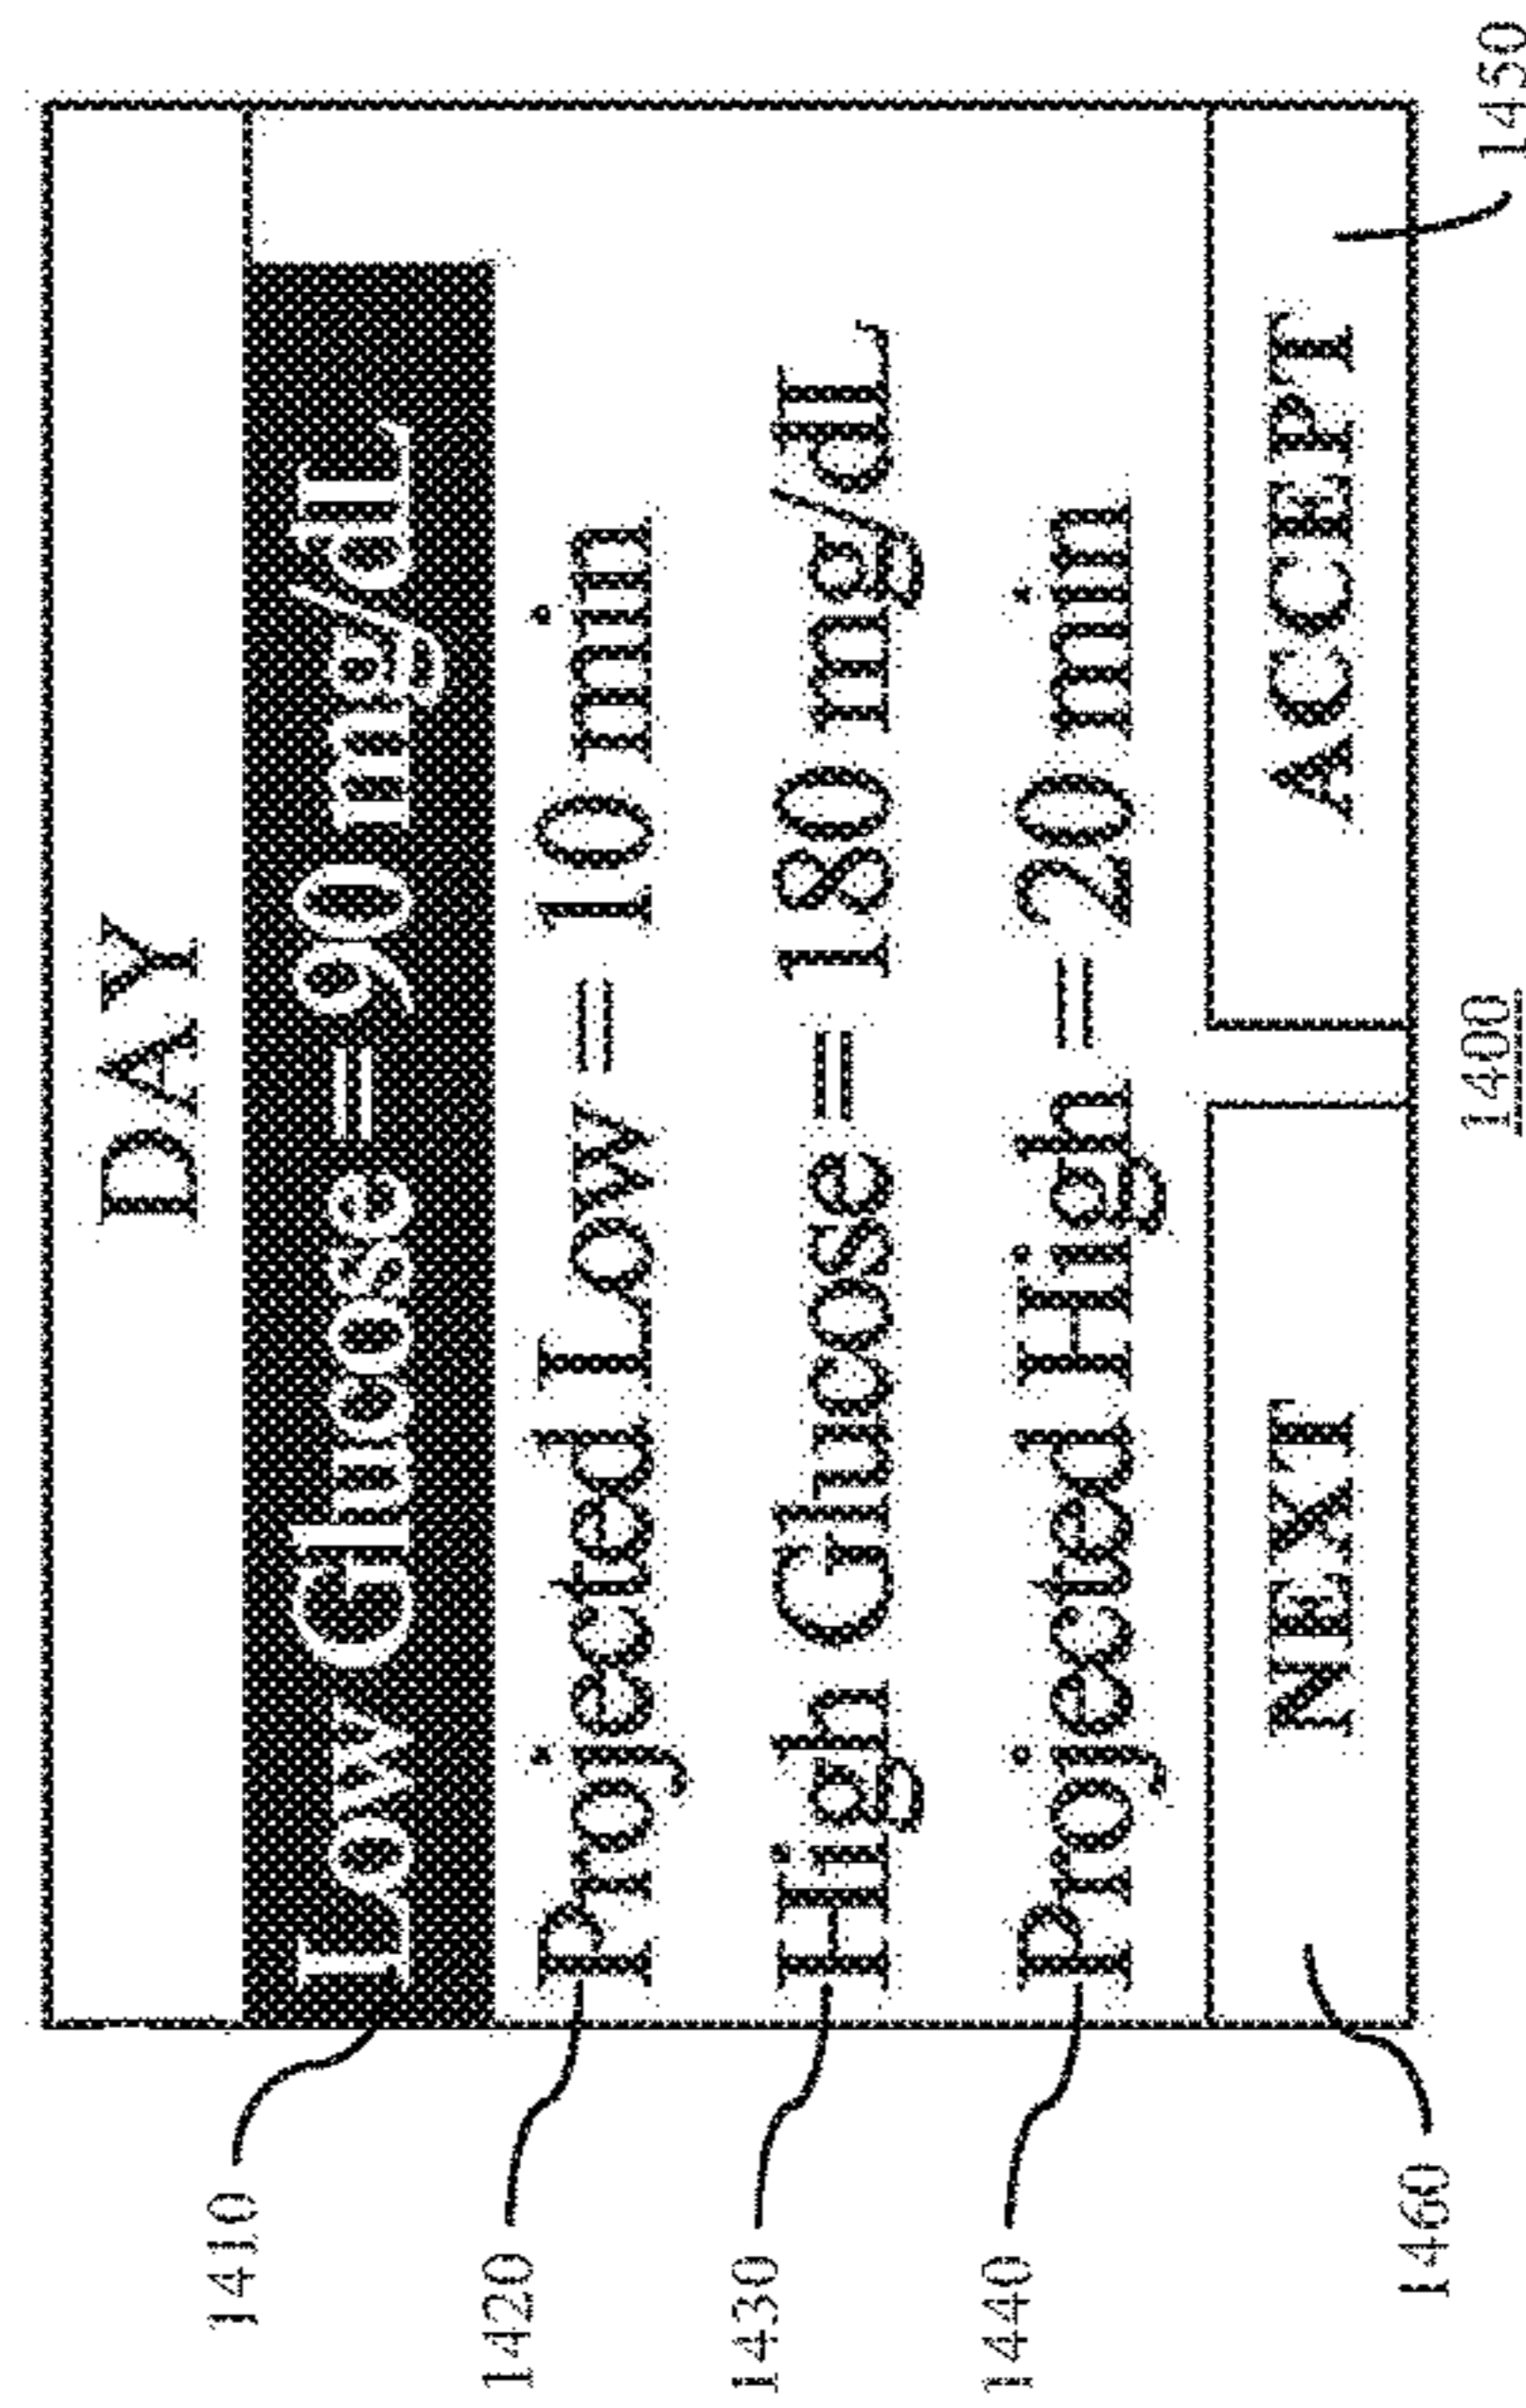 DAY
1410 Low Glucose = 90 mg/dL
1420 Projected Low = 10 min
1430 High Glucose = 180 mg/dL
1440 Projected High = 20 min
1460 NEXT ACCEPT 1450
1400